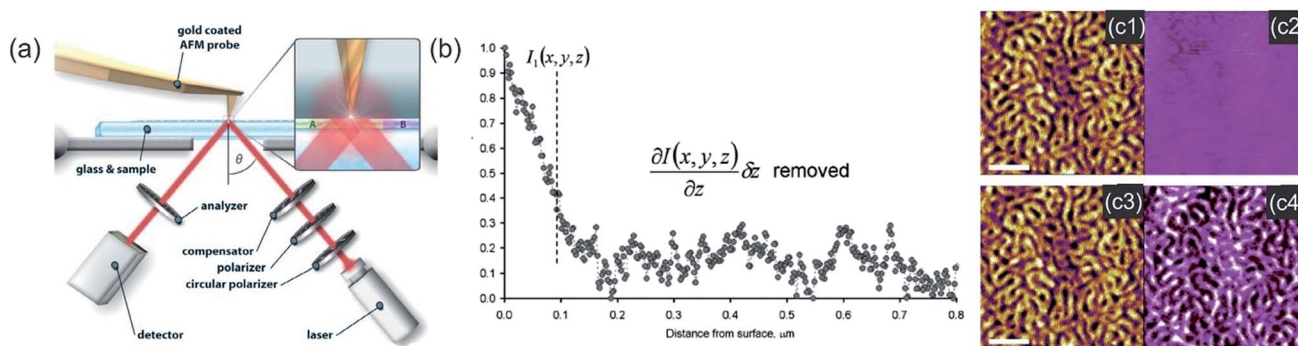 (a)
gold coated
AFM probe
A
B
glass & sample
θ
analyzer
compensator
polarizer
circular polarizer
detector
laser
(b)
1.0
0.9
0.8
0.7
0.6
0.5
0.4
0.3
0.2
0.1
0.0
I₁(x, y, z)
∂I(x, y, z)
∂z
δz removed
0.0 0.1 0.2 0.3 0.4 0.5 0.6 0.7 0.8
Distance from surface, µm
(c1)
(c2)
(c3)
(c4)